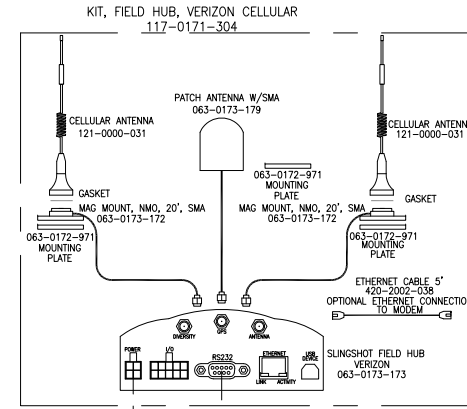 KIT, FIELD HUB, VERIZON CELLULAR
117-0171-304
CELLULAR ANTENNA
121-0000-031
PATCH ANTENNA W/SMA
063-0173-179
CELLULAR ANTENN
121-0000-031
063-0172-971
MOUNTING
PLATE
GASKET
MAG MOUNT, NMO, 20', SMA
063-0173-172
063-0172-971
MOUNTING
PLATE
MAG MOUNT, NMO, 20', SMA
063-0173-172
GASKET
063-0172-971
MOUNTING
PLATE
ETHERNET CABLE 5'
420-2002-038
OPTIONAL ETHERNET CONNECTIO
TO MODEM
DIVERSITY
GPS
ANTENNA
POWER
I/O
RS232
ETHERNET
LINK
ACTIVITY
USB
DEVICE
SLINGSHOT FIELD HUB
VERIZON
063-0173-173